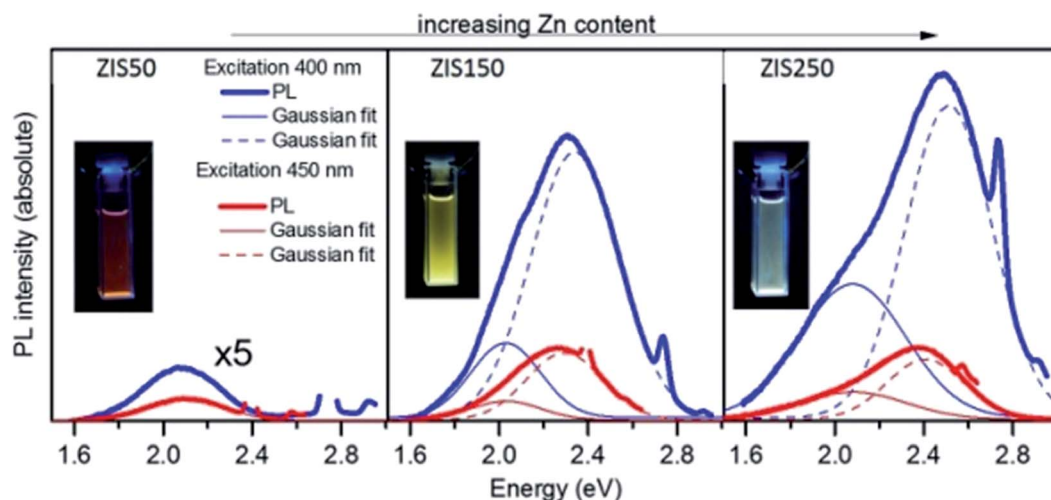 increasing Zn content
PL intensity (absolute)
ZIS50
Excitation 400 nm
PL
Gaussian fit
Gaussian fit
Excitation 450 nm
PL
Gaussian fit
Gaussian fit
x5
ZIS150
ZIS250
1.6 2.0 2.4 2.8 1.6 2.0 2.4 2.8 1.6 2.0 2.4 2.8
Energy (eV)